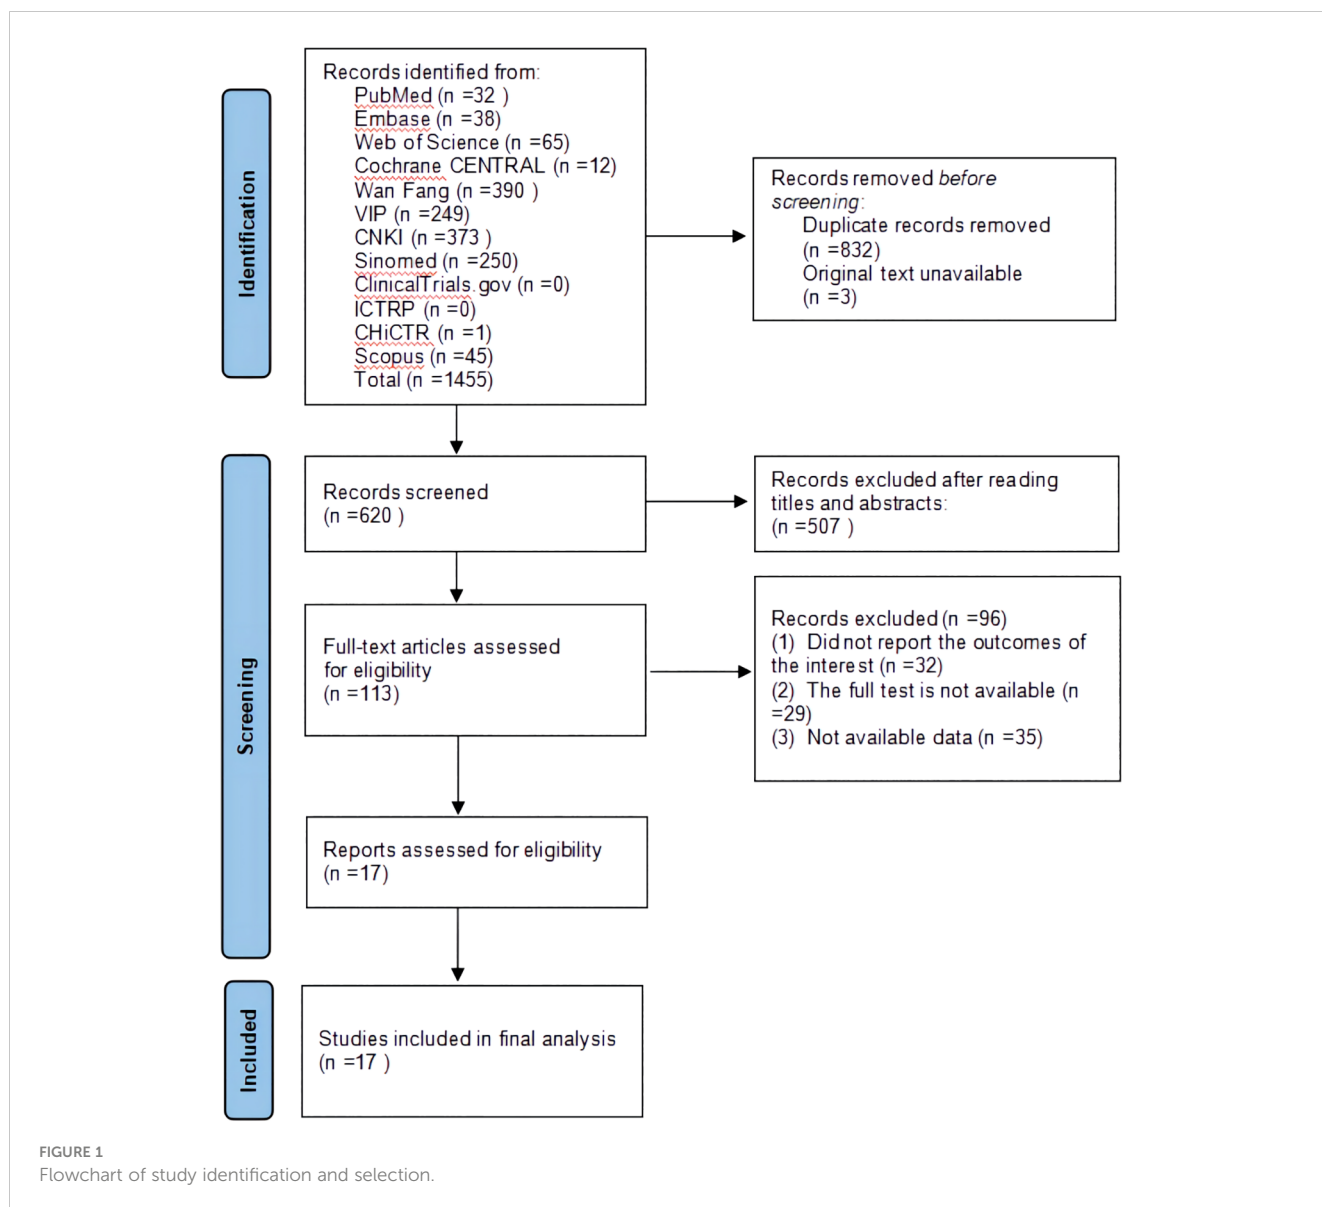 Identification
Records identified from:
PubMed (n =32 )
Embase (n =38)
Web of Science (n =65)
Cochrane CENTRAL (n =12)
Wan Fang (n =390 )
VIP (n =249)
CNKI (n =373 )
Sinomed (n =250)
ClinicalTrials.gov (n =0)
ICTRP (n =0)
CHiCTR (n =1)
Scopus (n =45)
Total (n =1455)
Records removed before
screening:
Duplicate records removed
(n =832)
Original text unavailable
(n =3)
Screening
Records screened
(n =620 )
Records excluded after reading
titles and abstracts:
(n =507 )
Full-text articles assessed
for eligibility
(n =113)
Records excluded (n =96)
(1) Did not report the outcomes of
the interest (n =32)
(2) The full test is not available (n
=29)
(3) Not available data (n =35)
Reports assessed for eligibility
(n =17)
Included
Studies included in final analysis
(n =17 )
FIGURE 1
Flowchart of study identification and selection.